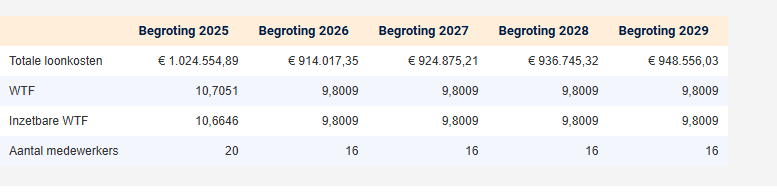 Begroting 2025 Begroting 2026 Begroting 2027 Begroting 2028 Begroting 2029
Totale loonkosten € 1.024.554,89 € 914.017,35 € 924.875,21 € 936.745,32 € 948.556,03
WTF 10,7051 9,8009 9,8009 9,8009 9,8009
Inzetbare WTF 10,6646 9,8009 9,8009 9,8009 9,8009
Aantal medewerkers 20 16 16 16 16